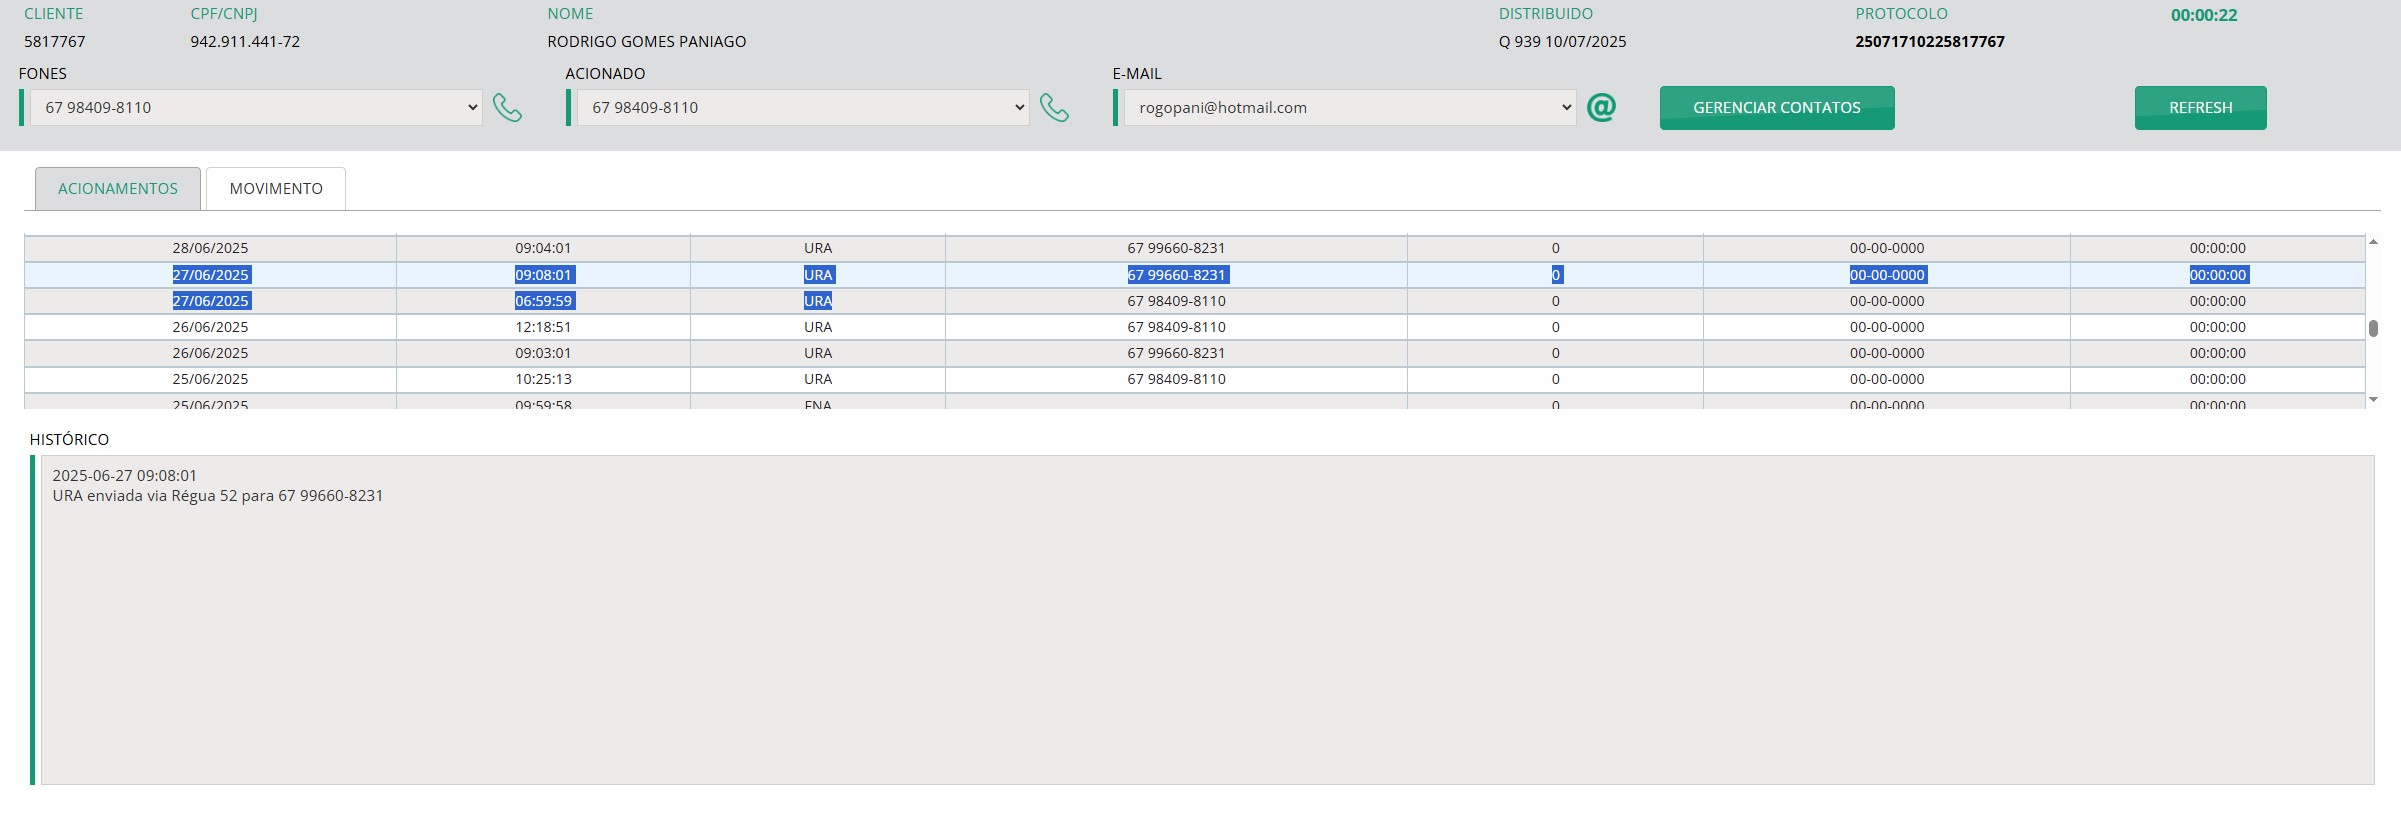 CLIENTE CPF/CNPJ NOME DISTRIBUIDO PROTOCOLO 00:00:22
5817767 942.911.441-72 RODRIGO GOMES PANIAGO Q 939 10/07/2025 25071710225817767
FONES ACIONADO E-MAIL
67 98409-8110 67 98409-8110 rogopani@hotmail.com @ GERENCIAR CONTATOS REFRESH
ACIONAMENTOS MOVIMENTO
28/06/2025 09:04:01 URA 67 99660-8231 0 00-00-0000 00:00:00
27/06/2025 09:08:01 URA 67 99660-8231 0 00-00-0000 00:00:00
27/06/2025 06:59:59 URA 67 98409-8110 0 00-00-0000 00:00:00
26/06/2025 12:18:51 URA 67 98409-8110 0 00-00-0000 00:00:00
26/06/2025 09:03:01 URA 67 99660-8231 0 00-00-0000 00:00:00
25/06/2025 10:25:13 URA 67 98409-8110 0 00-00-0000 00:00:00
25/06/2025 09:59:58 ENA 0 00-00-0000 00:00:00
HISTÓRICO
2025-06-27 09:08:01
URA enviada via Régua 52 para 67 99660-8231